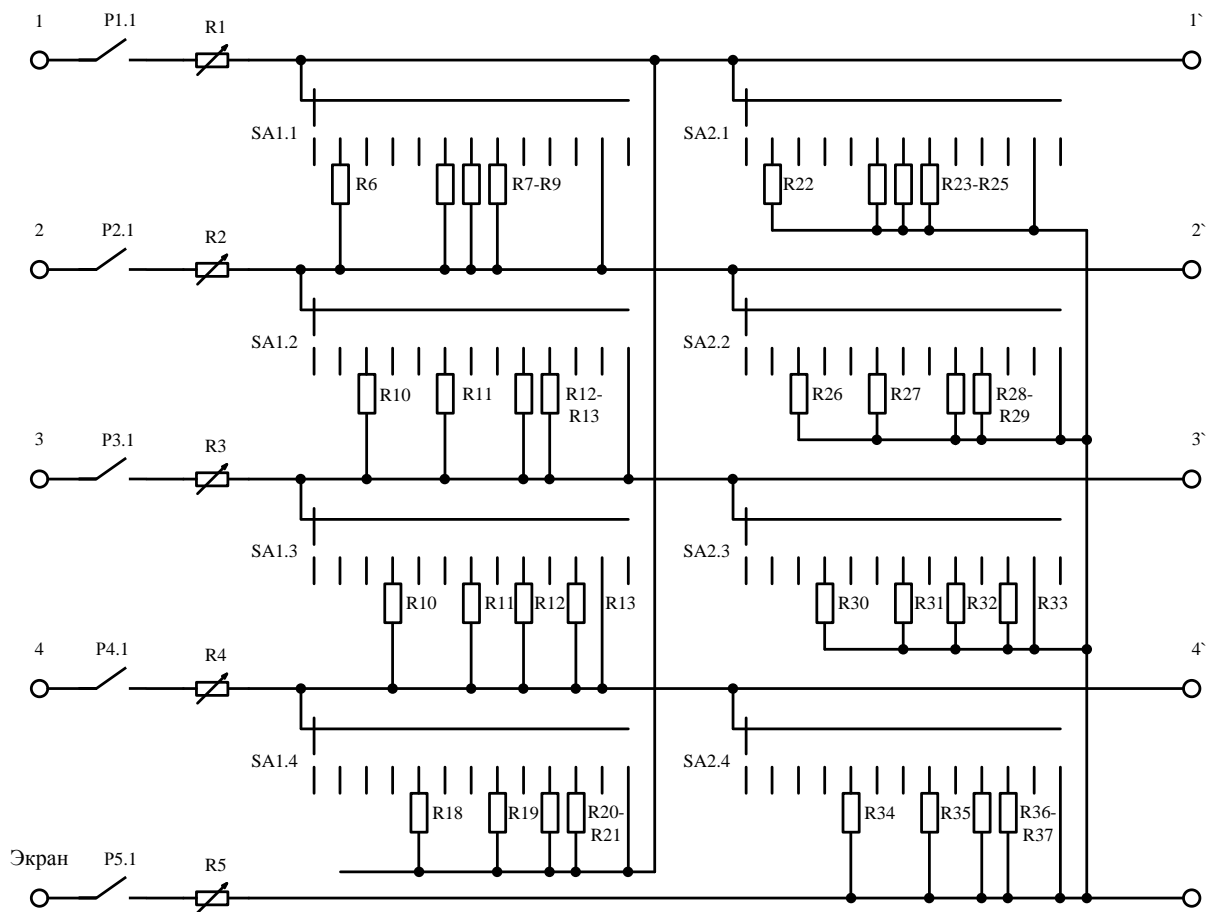 1 P1.1 R1 1`
SA1.1 SA2.1
R6 R7-R9 R22 R23-R25
2 P2.1 R2 2`
SA1.2 SA2.2
R10 R11 R12- R26 R27 R28-
R13 R29
3 P3.1 R3 3`
SA1.3 SA2.3
R10 R11 R12 R13 R30 R31 R32 R33
4 P4.1 R4 4`
SA1.4 SA2.4
R18 R19 R20- R34 R35 R36-
R21 R37
Экран P5.1 R5